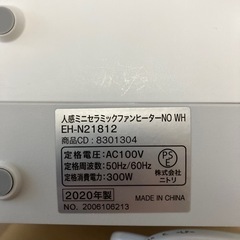 人感ミニセラミックファンヒーターNO WH
EH-N21812
商品CD：8301304
定格電圧：AC100V
定格周波数：50Hz/60Hz
定格消費電力：300W
PS
E
株式会社
ニトリ
2020年製
MADE IN CHINA
NO. 2006106213